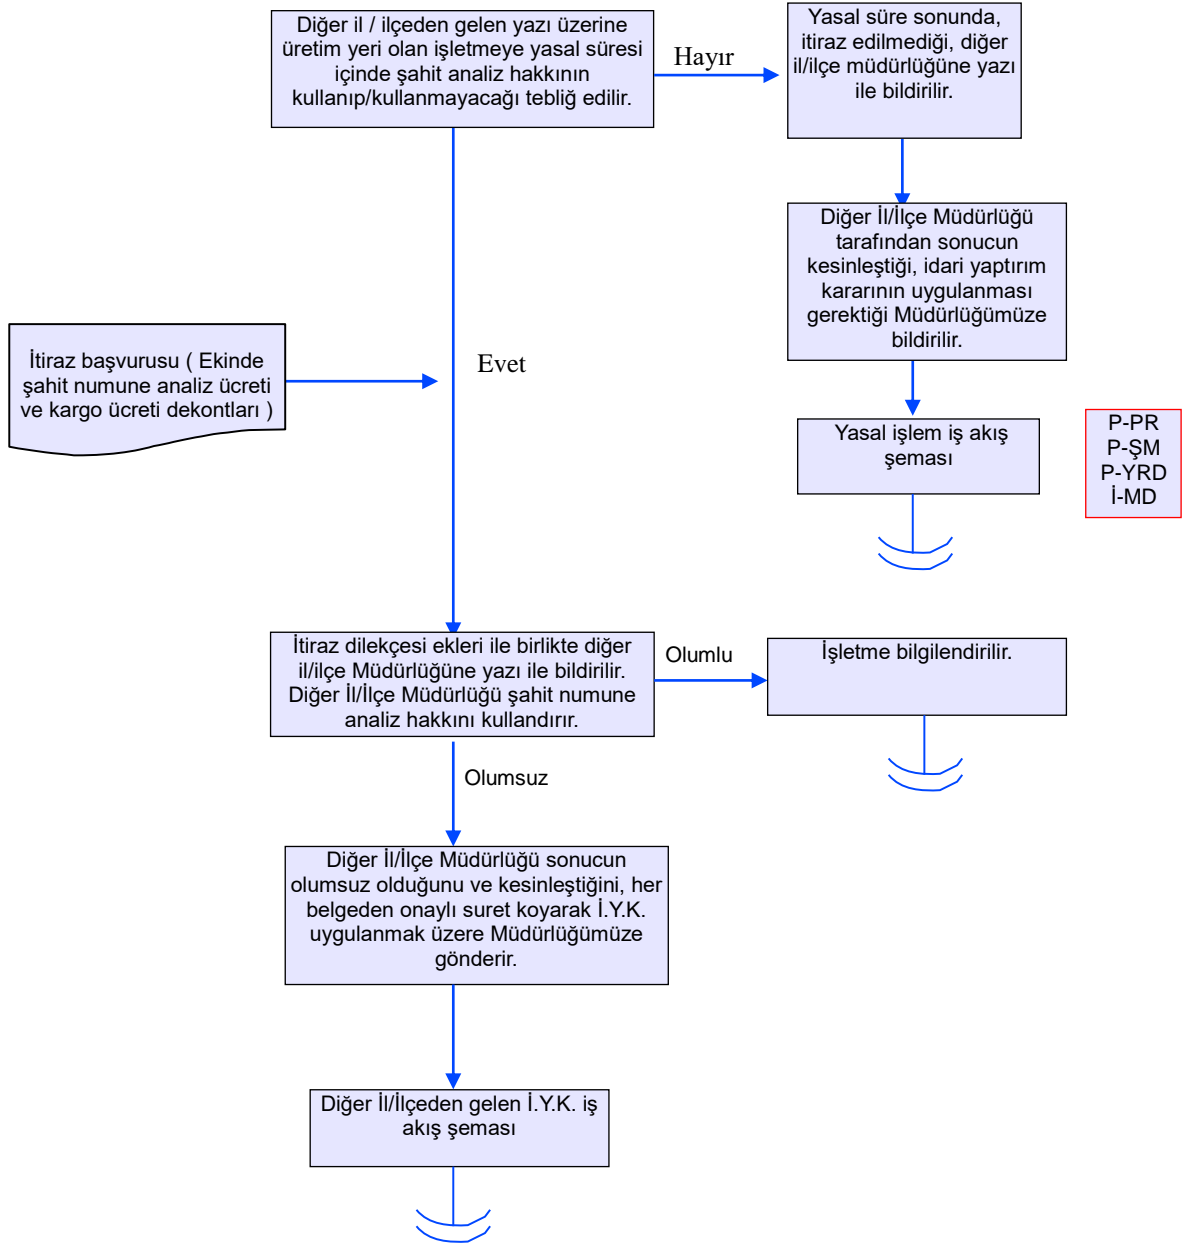 Diğer il / ilçeden gelen yazı üzerine
üretim yeri olan işletmeye yasal süresi
içinde şahit analiz hakkının
kullanıp/kullanmayacağı tebliğ edilir.
Hayır
Yasal süre sonunda,
itiraz edilmediği, diğer
il/ilçe müdürlüğüne yazı
ile bildirilir.
Diğer İl/İlçe Müdürlüğü
tarafından sonucun
kesinleştiği, idari yaptırım
kararının uygulanması
gerektiği Müdürlüğümüze
bildirilir.
İtiraz başvurusu ( Ekinde
şahit numune analiz ücreti
ve kargo ücreti dekontları )
Evet
Yasal işlem iş akış
şeması
P-PR
P-ŞM
P-YRD
İ-MD
İtiraz dilekçesi ekleri ile birlikte diğer
il/ilçe Müdürlüğüne yazı ile bildirilir.
Diğer İl/İlçe Müdürlüğü şahit numune
analiz hakkını kullandırır.
Olumlu
İşletme bilgilendirilir.
Olumsuz
Diğer İl/İlçe Müdürlüğü sonucun
olumsuz olduğunu ve kesinleştiğini, her
belgeden onaylı suret koyarak İ.Y.K.
uygulanmak üzere Müdürlüğümüze
gönderir.
Diğer İl/İlçeden gelen İ.Y.K. iş
akış şeması